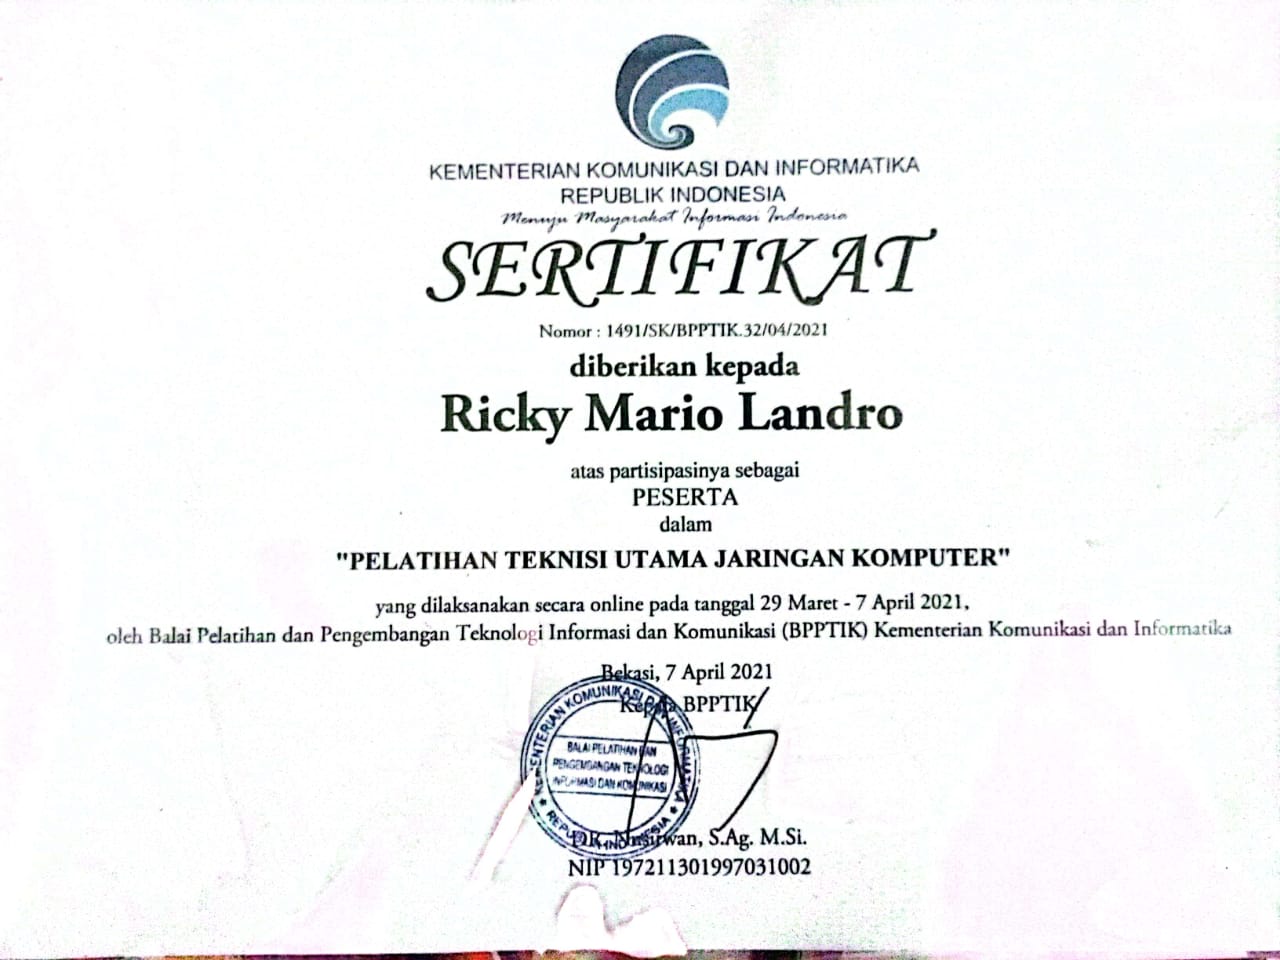 KEMENTERIAN KOMUNIKASI DAN INFORMATIKA
REPUBLIK INDONESIA
Menuju Masyarakat Informasi Indonesia
SERTIFIKAT
Nomor : 1491/SK/BPPTIK.32/04/2021
diberikan kepada
Ricky Mario Landro
atas partisipasinya sebagai
PESERTA
dalam
"PELATIHAN TEKNISI UTAMA JARINGAN KOMPUTER"
yang dilaksanakan secara online pada tanggal 29 Maret - 7 April 2021,
oleh Balai Pelatihan dan Pengembangan Teknologi Informasi dan Komunikasi (BPPTIK) Kementerian Komunikasi dan Informatika
Bekasi, 7 April 2021
Kepala BPPTIK
KEMENTERIAN KOMUNIKASI DAN INFORMATIKA
BALAI PELATIHAN DAN
PENGEMBANGAN TEKNOLOGI
INFORMASI DAN KOMUNIKASI
REPUBLIK INDONESIA
Nusirwan, S.Ag. M.Si.
NIP 197211301997031002